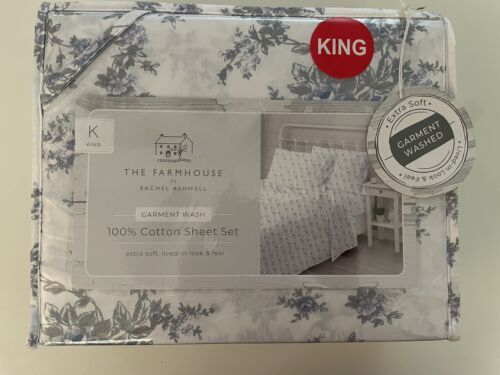 KING
Extra Soft •
GARMENT
WASHED
• Lived in Look & Feel •
K
KING
THE FARMHOUSE
BY
RACHEL ASHWELL
GARMENT WASH
100% Cotton Sheet Set
extra soft, lived-in look & feel